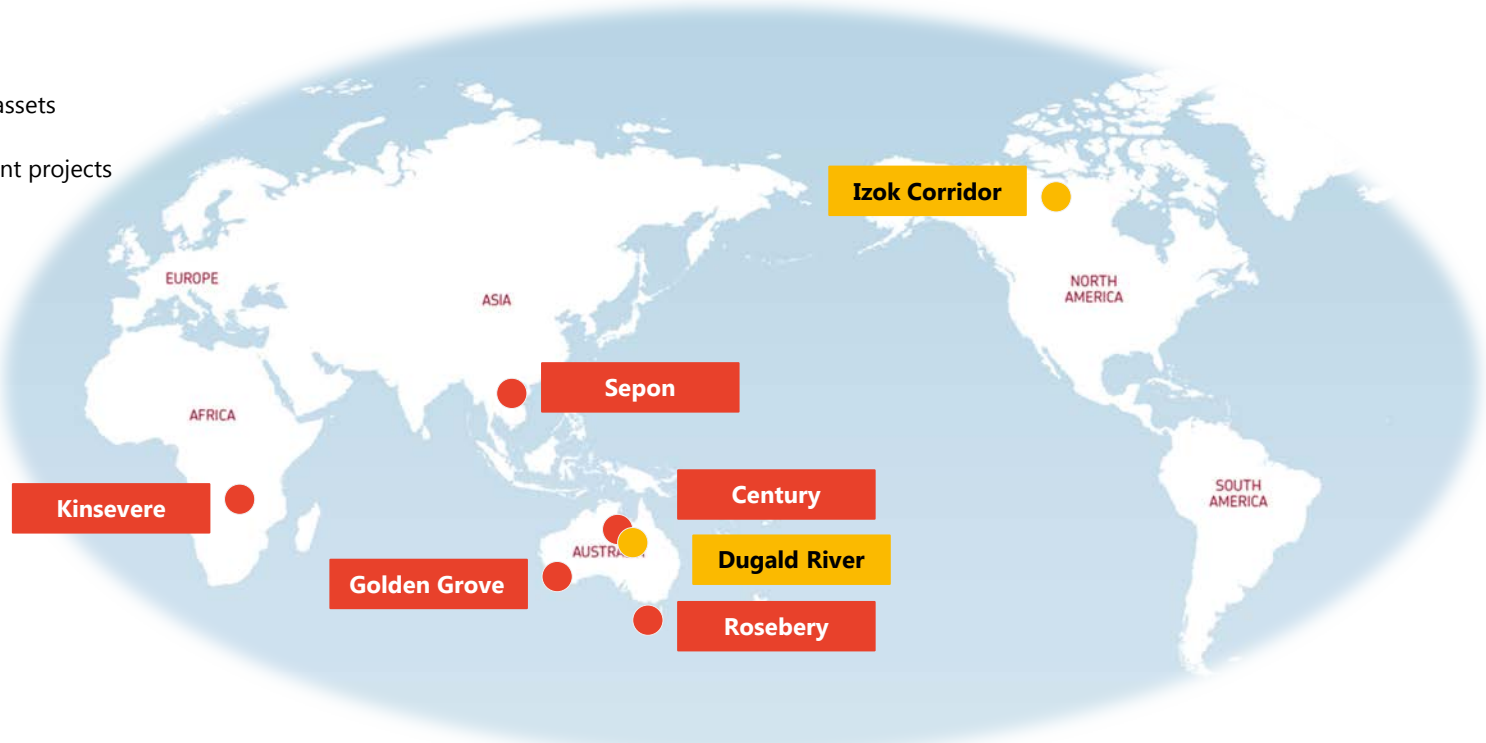 assets
nt projects
Izok Corridor
EUROPE
ASIA
NORTH
AMERICA
Sepon
AFRICA
Kinsevere
Century
SOUTH
AMERICA
AUSTRA
Dugald River
Golden Grove
Rosebery